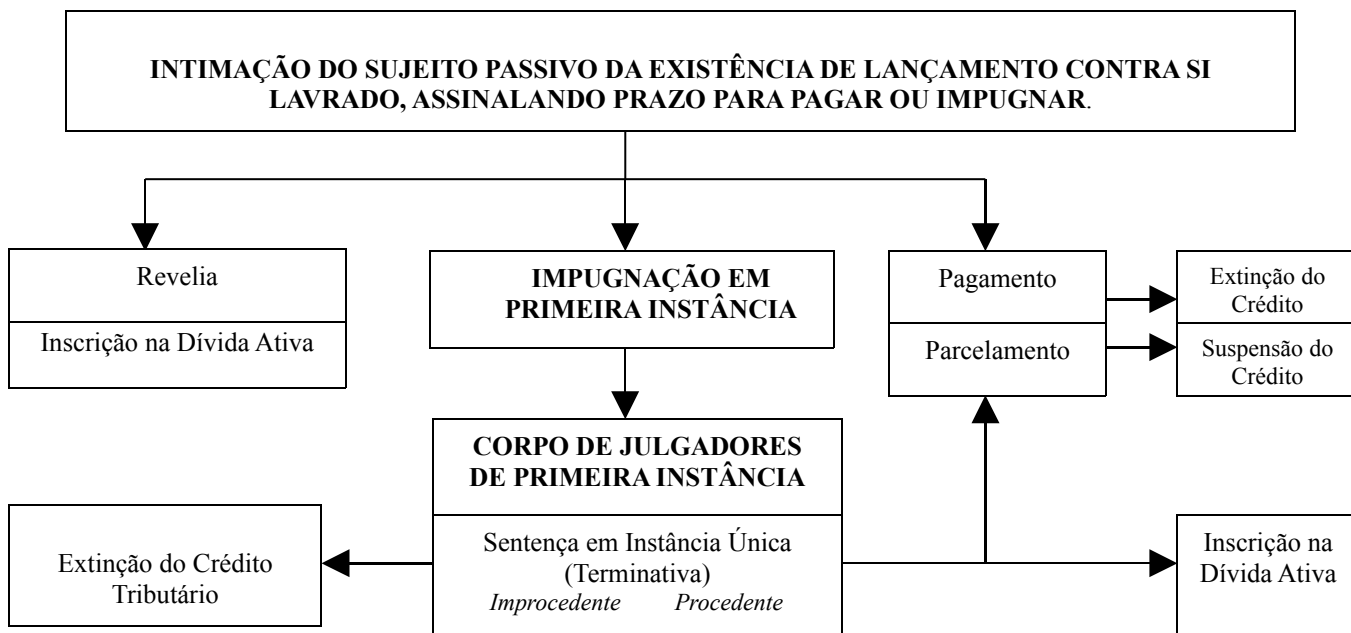 INTIMAÇÃO DO SUJEITO PASSIVO DA EXISTÊNCIA DE LANÇAMENTO CONTRA SI
LAVRADO, ASSINALANDO PRAZO PARA PAGAR OU IMPUGNAR.
Revelia
Inscrição na Dívida Ativa
IMPUGNAÇÃO EM
PRIMEIRA INSTÂNCIA
Pagamento
Parcelamento
Extinção do
Crédito
Suspensão do
Crédito
CORPO DE JULGADORES
DE PRIMEIRA INSTÂNCIA
Sentença em Instância Única
(Terminativa)
Improcedente Procedente
Extinção do Crédito
Tributário
Inscrição na
Dívida Ativa